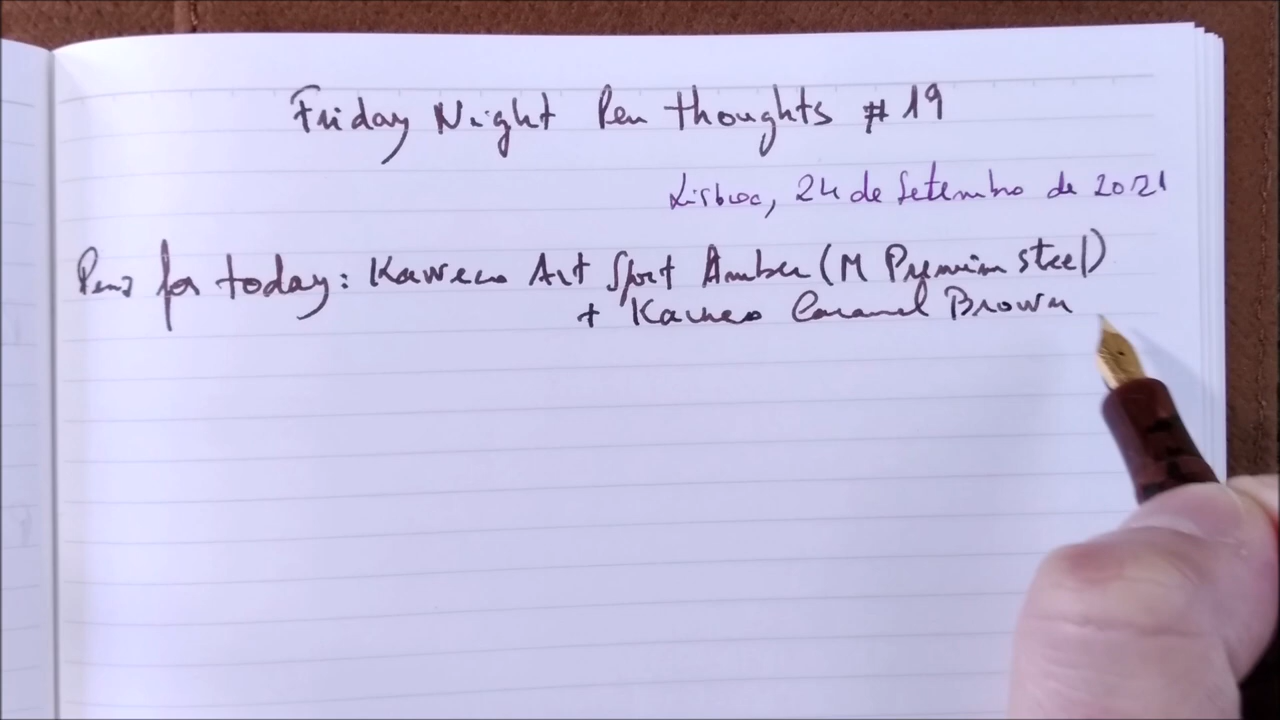 Friday Night Pen thoughts # 19
Lisboa, 24 de Setembro de 2021
Pens for today: Kaweco Art Sport Amber (M Premium steel)
+ Kaweco Caramel Brown